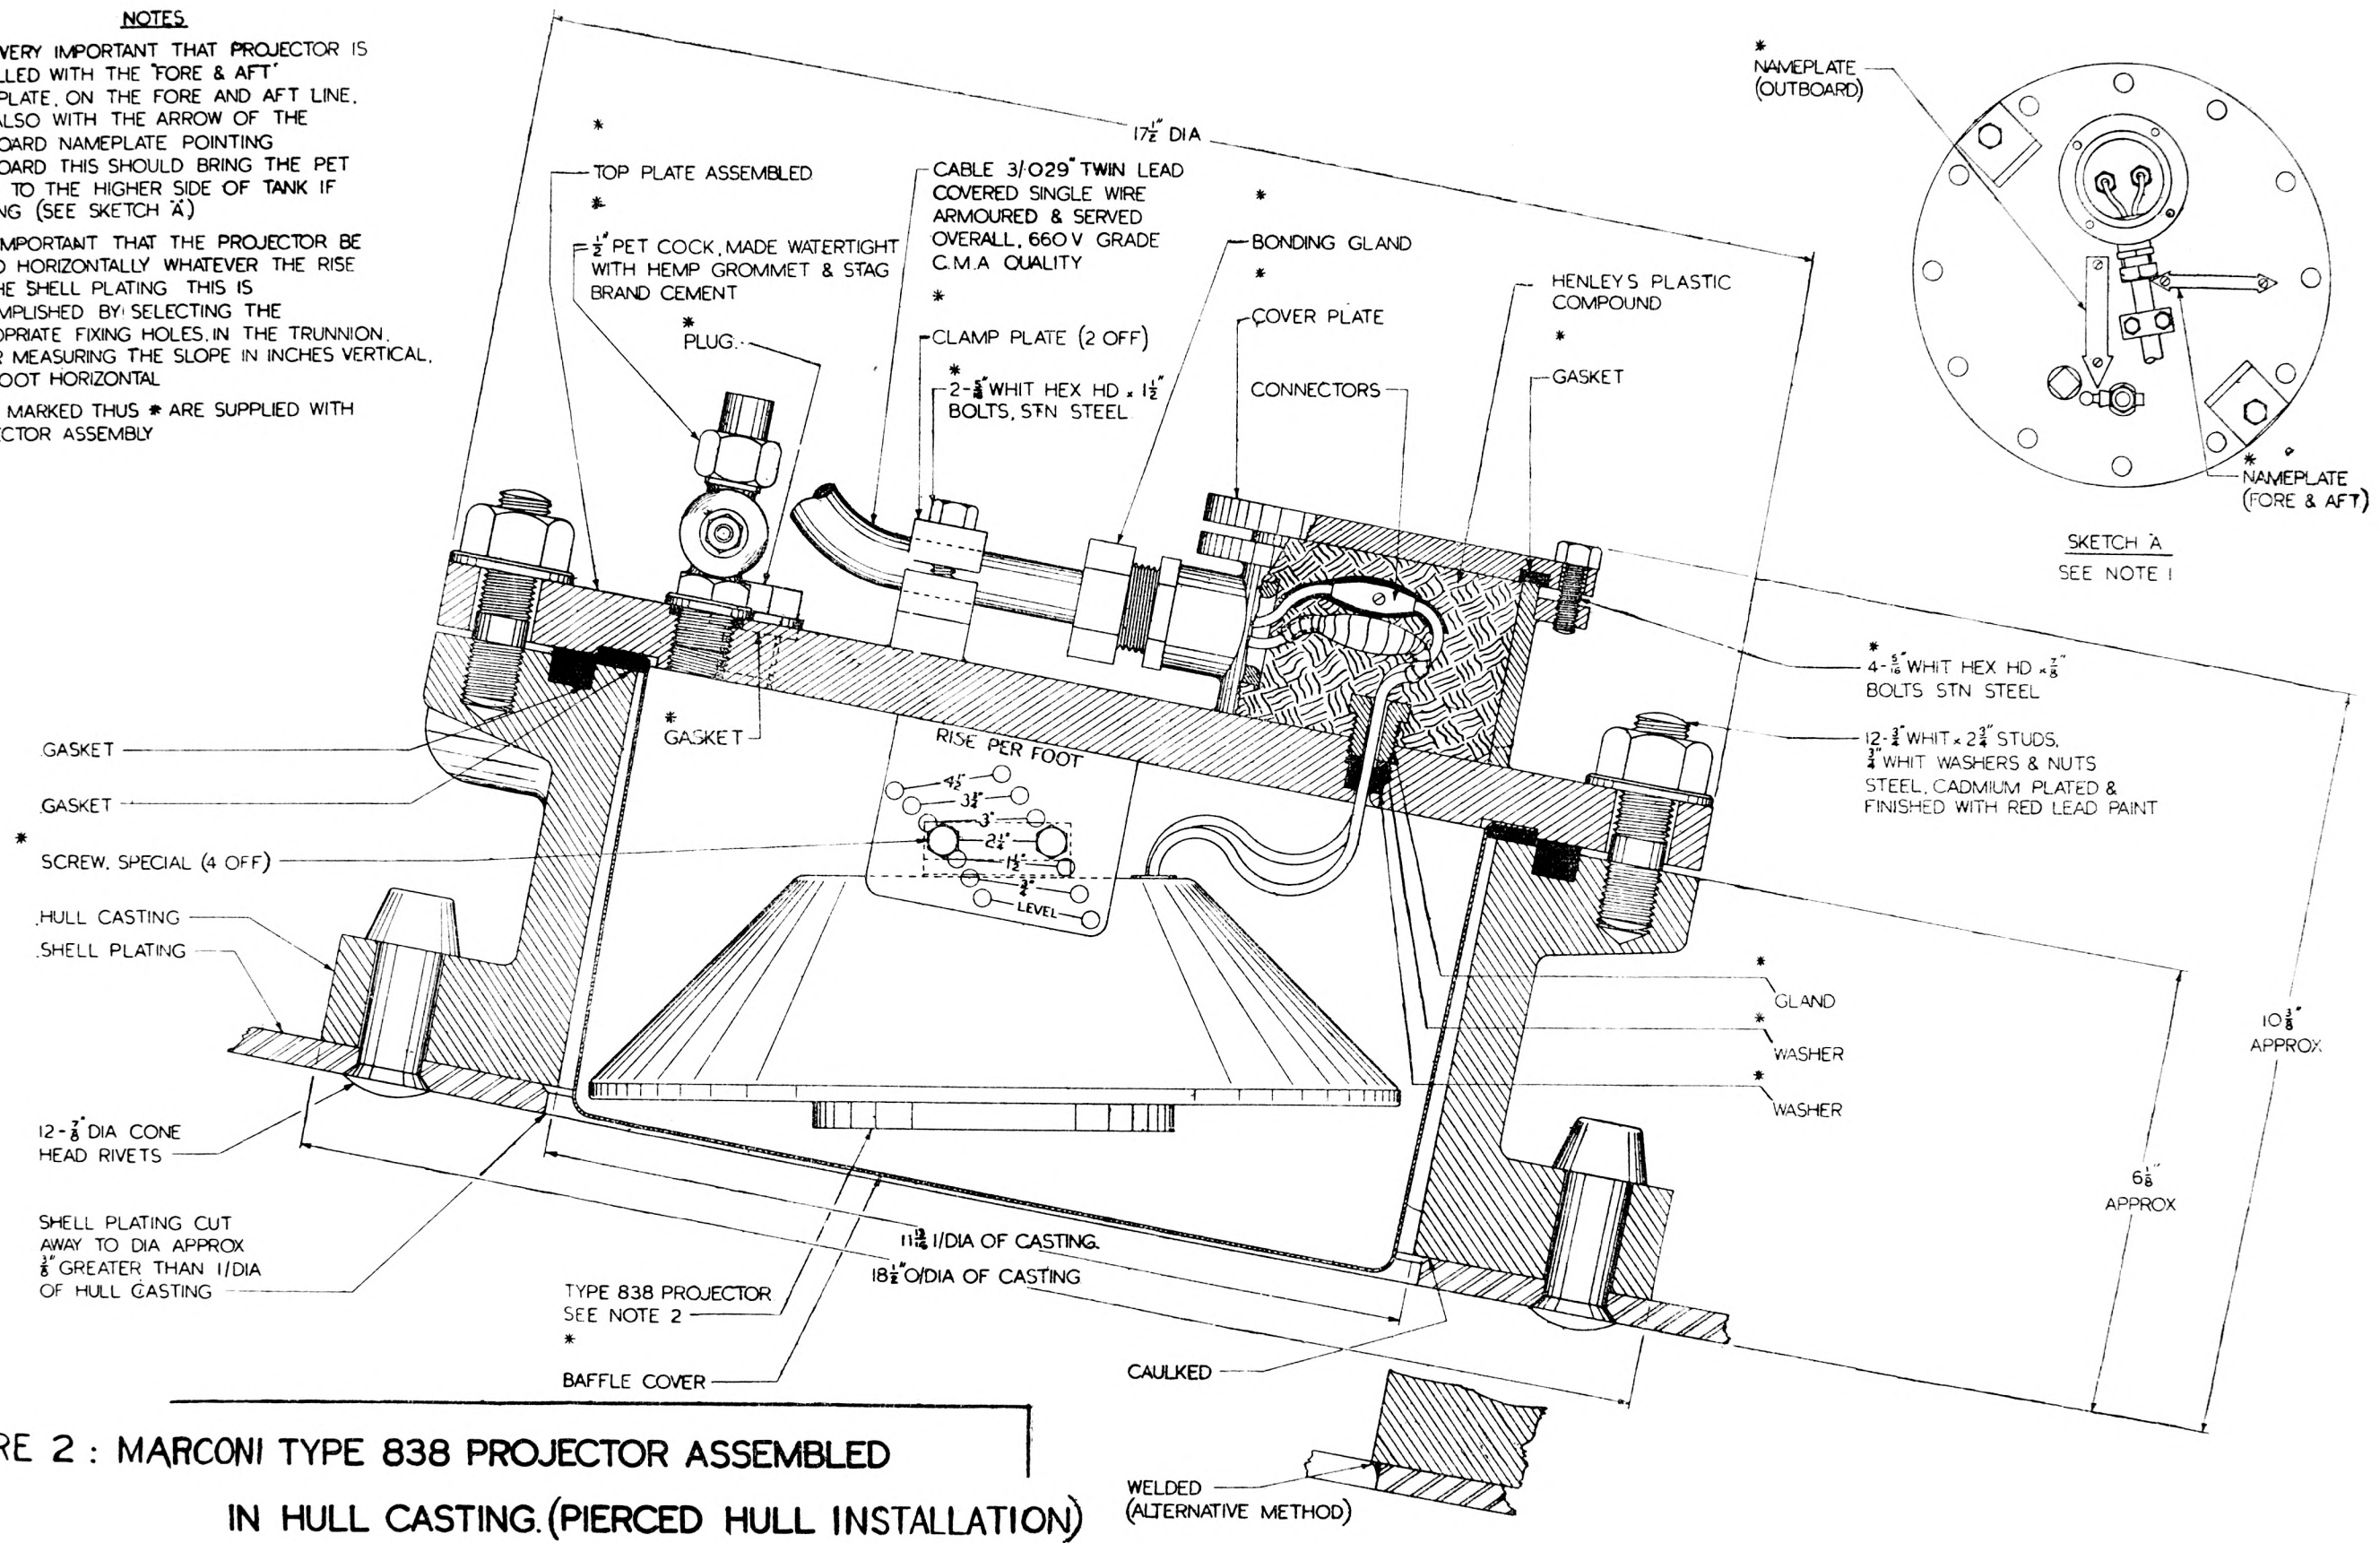 NOTES
VERY IMPORTANT THAT PROJECTOR IS
LLED WITH THE "FORE & AFT"
PLATE, ON THE FORE AND AFT LINE,
ALSO WITH THE ARROW OF THE
OARD NAMEPLATE POINTING
OARD THIS SHOULD BRING THE PET
TO THE HIGHER SIDE OF TANK IF
NG (SEE SKETCH "A")
MPORTANT THAT THE PROJECTOR BE
D HORIZONTALLY WHATEVER THE RISE
HE SHELL PLATING THIS IS
MPLISHED BY SELECTING THE
OPRIATE FIXING HOLES, IN THE TRUNNION.
R MEASURING THE SLOPE IN INCHES VERTICAL,
OOT HORIZONTAL
MARKED THUS * ARE SUPPLIED WITH
ECTOR ASSEMBLY
17½" DIA
*
TOP PLATE ASSEMBLED
*
½" PET COCK, MADE WATERTIGHT
WITH HEMP GROMMET & STAG
BRAND CEMENT
*
PLUG.
CABLE 3/·029" TWIN LEAD
COVERED SINGLE WIRE
ARMOURED & SERVED
OVERALL, 660 V GRADE
C.M.A QUALITY
*
CLAMP PLATE (2 OFF)
*
WHIT HEX HD × 1½"
BOLTS, STN STEEL
*
BONDING GLAND
*
COVER PLATE
CONNECTORS
HENLEYS PLASTIC
COMPOUND
*
GASKET
*
NAMEPLATE
(OUTBOARD)
*
NAMEPLATE
(FORE & AFT)
SKETCH "A"
SEE NOTE 1
*
4-5/16" WHIT HEX HD × 7/8"
BOLTS STN STEEL
12-¾" WHIT × 2¾" STUDS,
¾" WHIT WASHERS & NUTS
STEEL, CADMIUM PLATED &
FINISHED WITH RED LEAD PAINT
GASKET
GASKET
*
SCREW, SPECIAL (4 OFF)
HULL CASTING
SHELL PLATING
*
GASKET
RISE PER FOOT
4½"
3¾"
3"
2¼"
1½"
¾"
LEVEL
*
GLAND
*
WASHER
*
WASHER
10⅜"
APPROX
6⅛"
APPROX
12-⅞" DIA CONE
HEAD RIVETS
SHELL PLATING CUT
AWAY TO DIA APPROX
⅜" GREATER THAN I/DIA
OF HULL CASTING
11 13/16" I/DIA OF CASTING.
18½" O/DIA OF CASTING
TYPE 838 PROJECTOR
SEE NOTE 2
*
BAFFLE COVER
CAULKED
WELDED
(ALTERNATIVE METHOD)
RE 2 : MARCONI TYPE 838 PROJECTOR ASSEMBLED
IN HULL CASTING. (PIERCED HULL INSTALLATION)